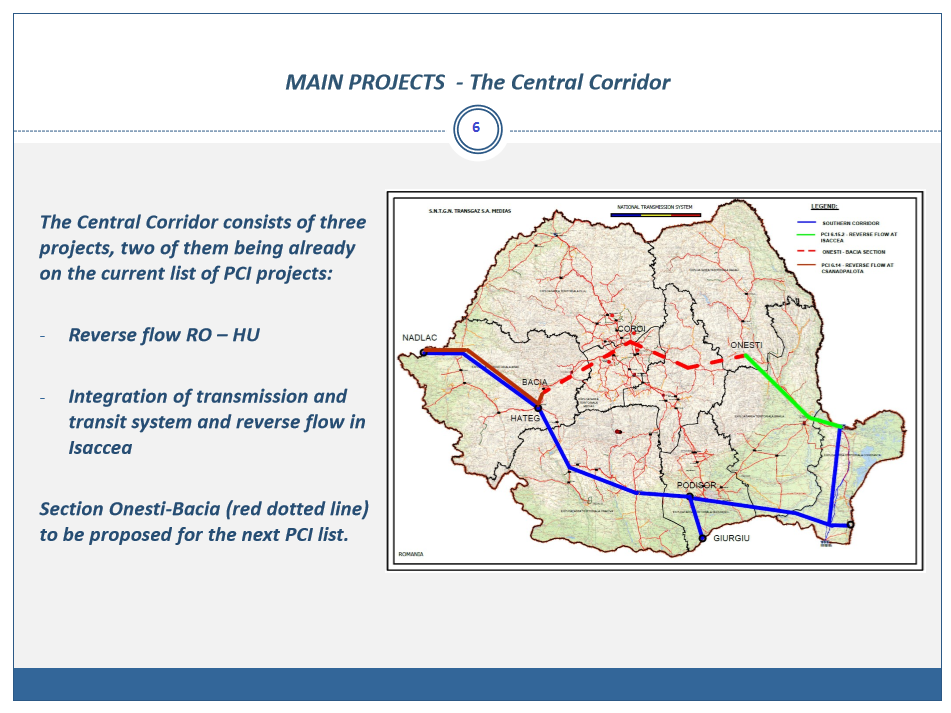 MAIN PROJECTS - The Central Corridor
6
The Central Corridor consists of three
projects, two of them being already
on the current list of PCI projects:
- Reverse flow RO – HU
- Integration of transmission and
transit system and reverse flow in
Isaccea
Section Onesti-Bacia (red dotted line)
to be proposed for the next PCI list.
S.N.T.G.N. TRANSGAZ S.A. MEDIAS
NATIONAL TRANSMISSION SYSTEM
LEGEND:
SOUTHERN CORRIDOR
PCI 6.15.2 - REVERSE FLOW AT
ISACCEA
ONESTI - BACIA SECTION
PCI 6.14 - REVERSE FLOW AT
CSANADPALOTA
NADLAC
COROI
ONESTI
BACIA
HATEG
PODISOR
GIURGIU
ROMANIA